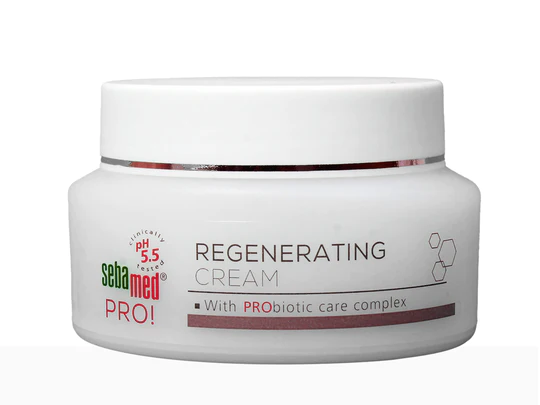 clinically
pH
5.5
tested
sebamed®
PRO!
REGENERATING
CREAM
▪ With PRObiotic care complex